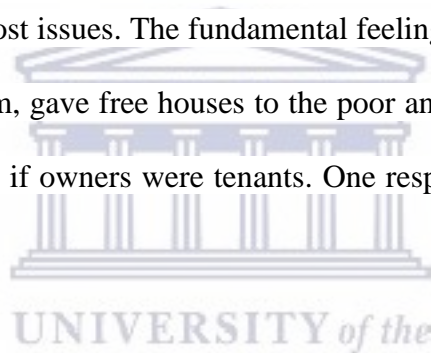 ost issues. The fundamental feeling
m, gave free houses to the poor an
if owners were tenants. One resp
UNIVERSITY of the